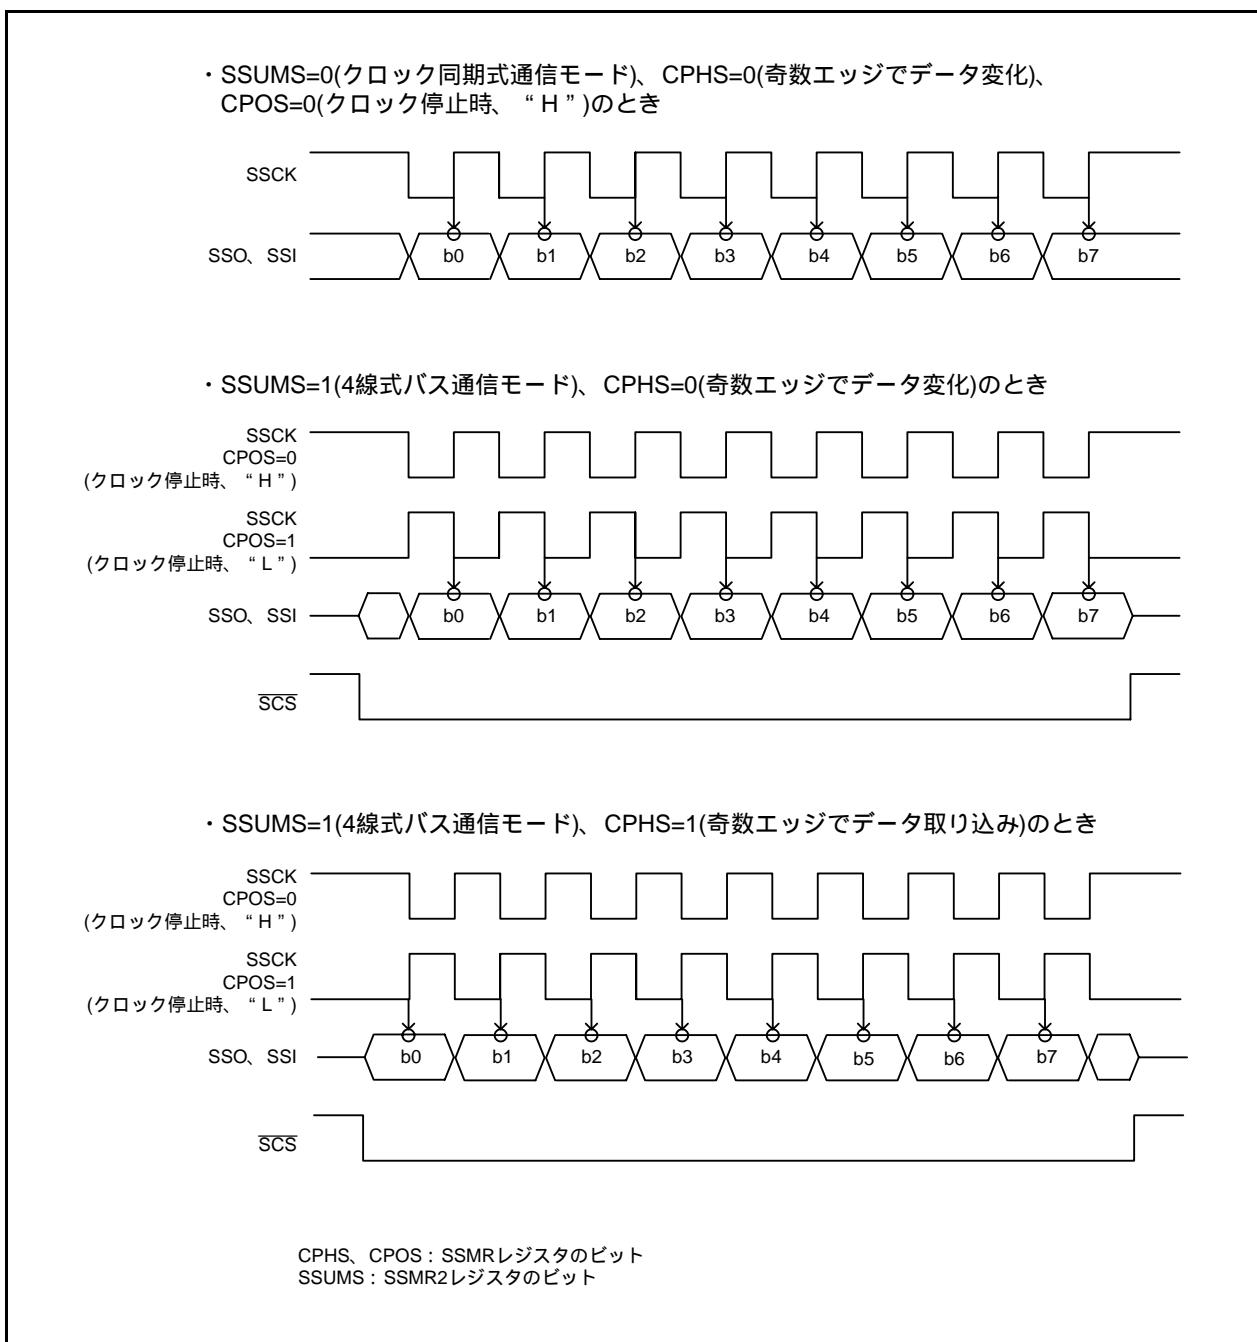 ・SSUMS=0(クロック同期式通信モード)、CPHS=0(奇数エッジでデータ変化)、
CPOS=0(クロック停止時、“H”)のとき
SSCK
SSO、SSI
b0 b1 b2 b3 b4 b5 b6 b7
・SSUMS=1(4線式バス通信モード)、CPHS=0(奇数エッジでデータ変化)のとき
SSCK
CPOS=0
(クロック停止時、“H”)
SSCK
CPOS=1
(クロック停止時、“L”)
SSO、SSI
b0 b1 b2 b3 b4 b5 b6 b7
SCS
・SSUMS=1(4線式バス通信モード)、CPHS=1(奇数エッジでデータ取り込み)のとき
SSCK
CPOS=0
(クロック停止時、“H”)
SSCK
CPOS=1
(クロック停止時、“L”)
SSO、SSI
b0 b1 b2 b3 b4 b5 b6 b7
SCS
CPHS、CPOS：SSMRレジスタのビット
SSUMS：SSMR2レジスタのビット